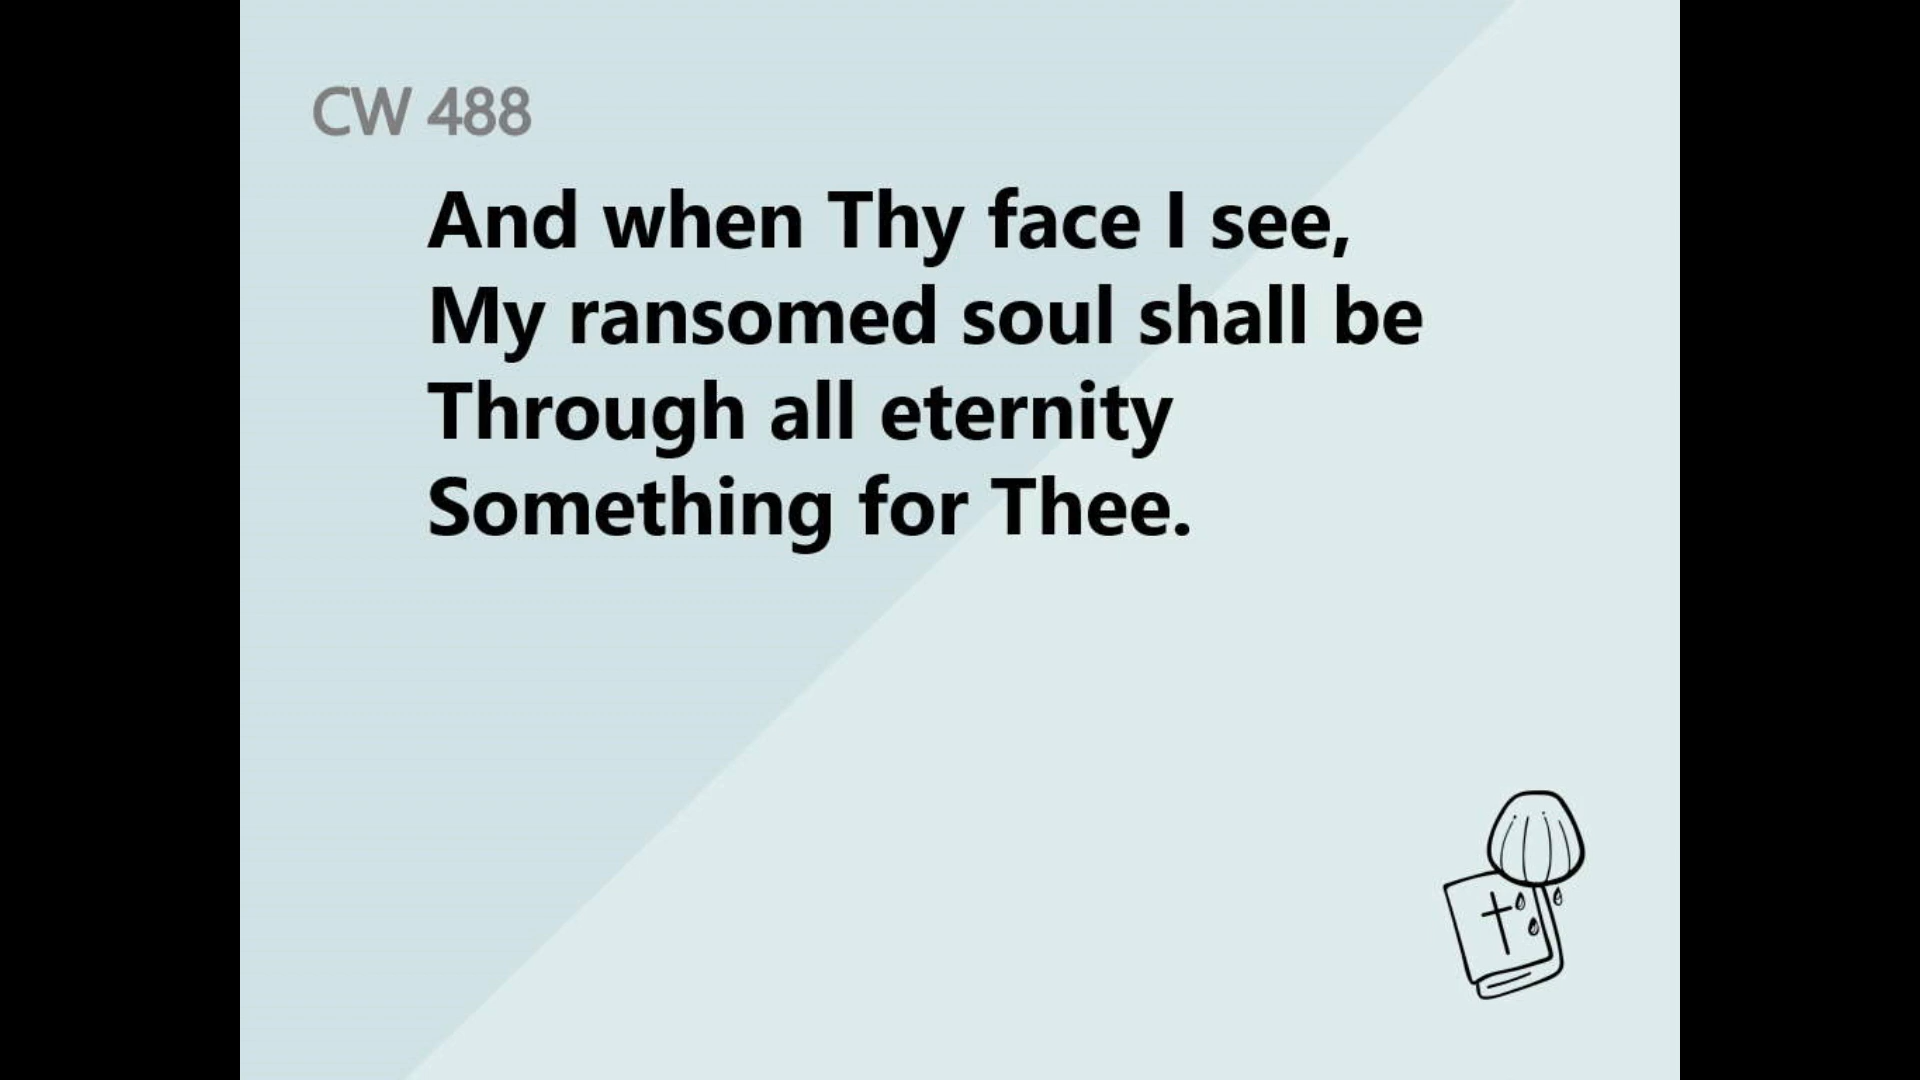 CW 488
And when Thy face I see,
My ransomed soul shall be
Through all eternity
Something for Thee.